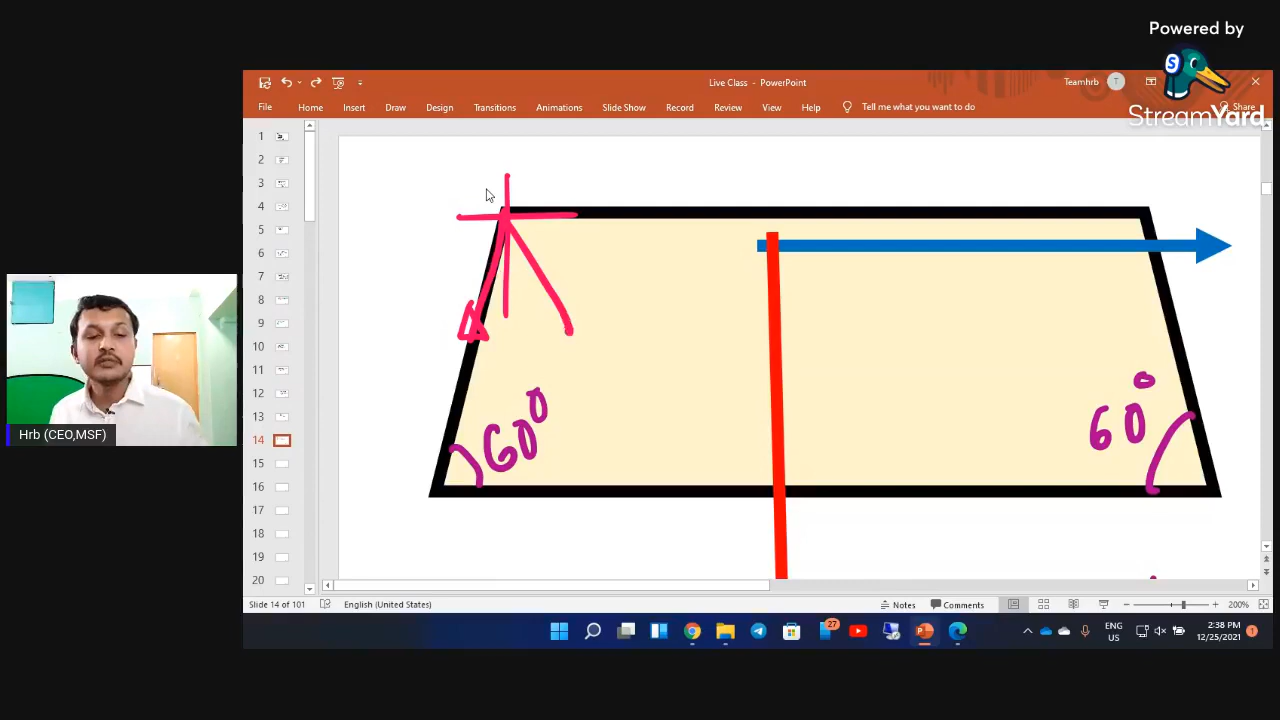 Powered by
S
StreamYard
Live Class - PowerPoint
Teamhrb
T
File Home Insert Draw Design Transitions Animations Slide Show Record Review View Help Tell me what you want to do
Share
1
2
3
4
5
6
7
8
9
10
11
12
13
14
15
16
17
18
19
20
60⁰
60°
Hrb (CEO,MSF)
Slide 14 of 101 English (United States) Notes Comments 200%
27
ENG
US
2:38 PM
12/25/2021
1